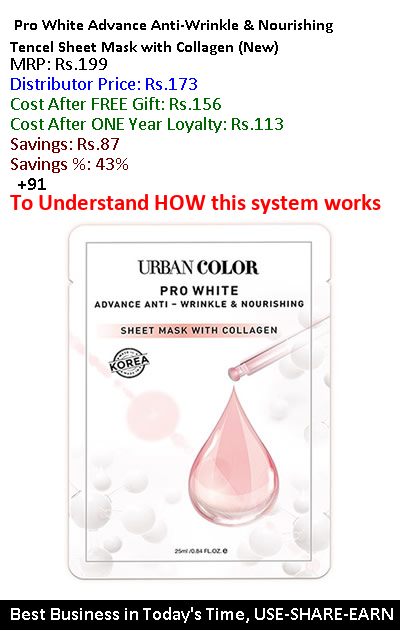 Pro White Advance Anti-Wrinkle & Nourishing
Tencel Sheet Mask with Collagen (New)
MRP: Rs.199
Distributor Price: Rs.173
Cost After FREE Gift: Rs.156
Cost After ONE Year Loyalty: Rs.113
Savings: Rs.87
Savings %: 43%
+91
To Understand HOW this system works
URBAN COLOR
PRO WHITE
ADVANCE ANTI – WRINKLE & NOURISHING
SHEET MASK WITH COLLAGEN
MADE IN
KOREA
25ml /0.84 FL.OZ. e
Best Business in Today's Time, USE-SHARE-EARN